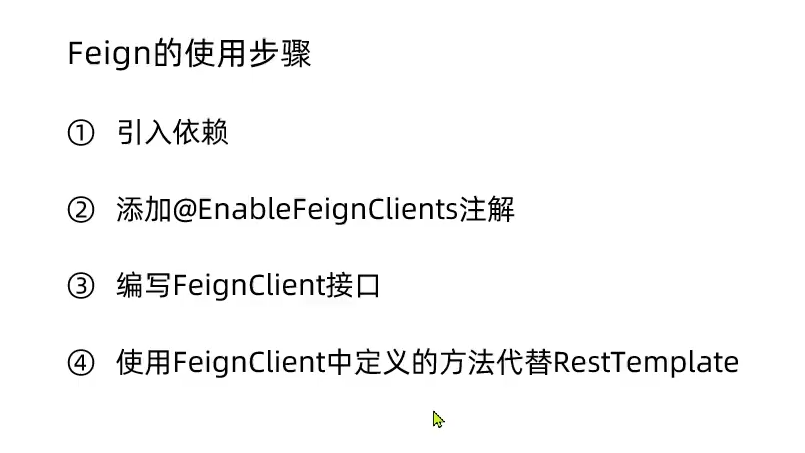 Feign的使用步骤
① 引入依赖
② 添加@EnableFeignClients注解
③ 编写FeignClient接口
④ 使用FeignClient中定义的方法代替RestTemplate